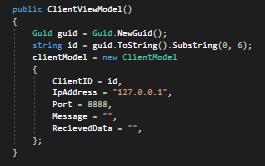 public ClientViewModel()
{
Guid guid = Guid.NewGuid();
string id = guid.ToString().Substring(0, 6);
clientModel = new ClientModel
{
ClientID = id,
IpAddress = "127.0.0.1",
Port = 8888,
Message = "",
RecievedData = "",
};
}